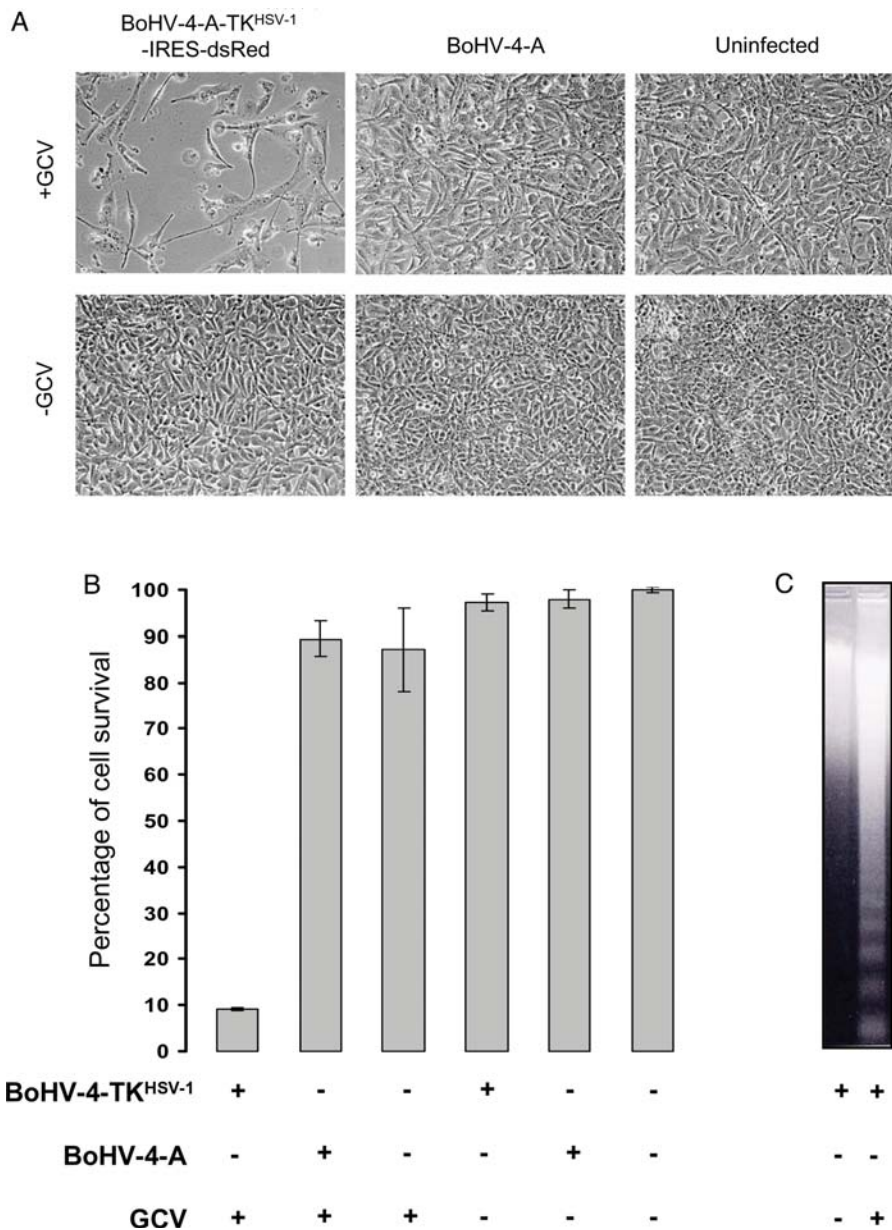 A
BoHV-4-A-TK^HSV-1
-IRES-dsRed
BoHV-4-A
Uninfected
+GCV
-GCV
B
C
Percentage of cell survival
100
90
80
70
60
50
40
30
20
10
0
BoHV-4-TK^HSV-1 + - - + - - + +
BoHV-4-A - + - - + - - -
GCV + + + - - - - +